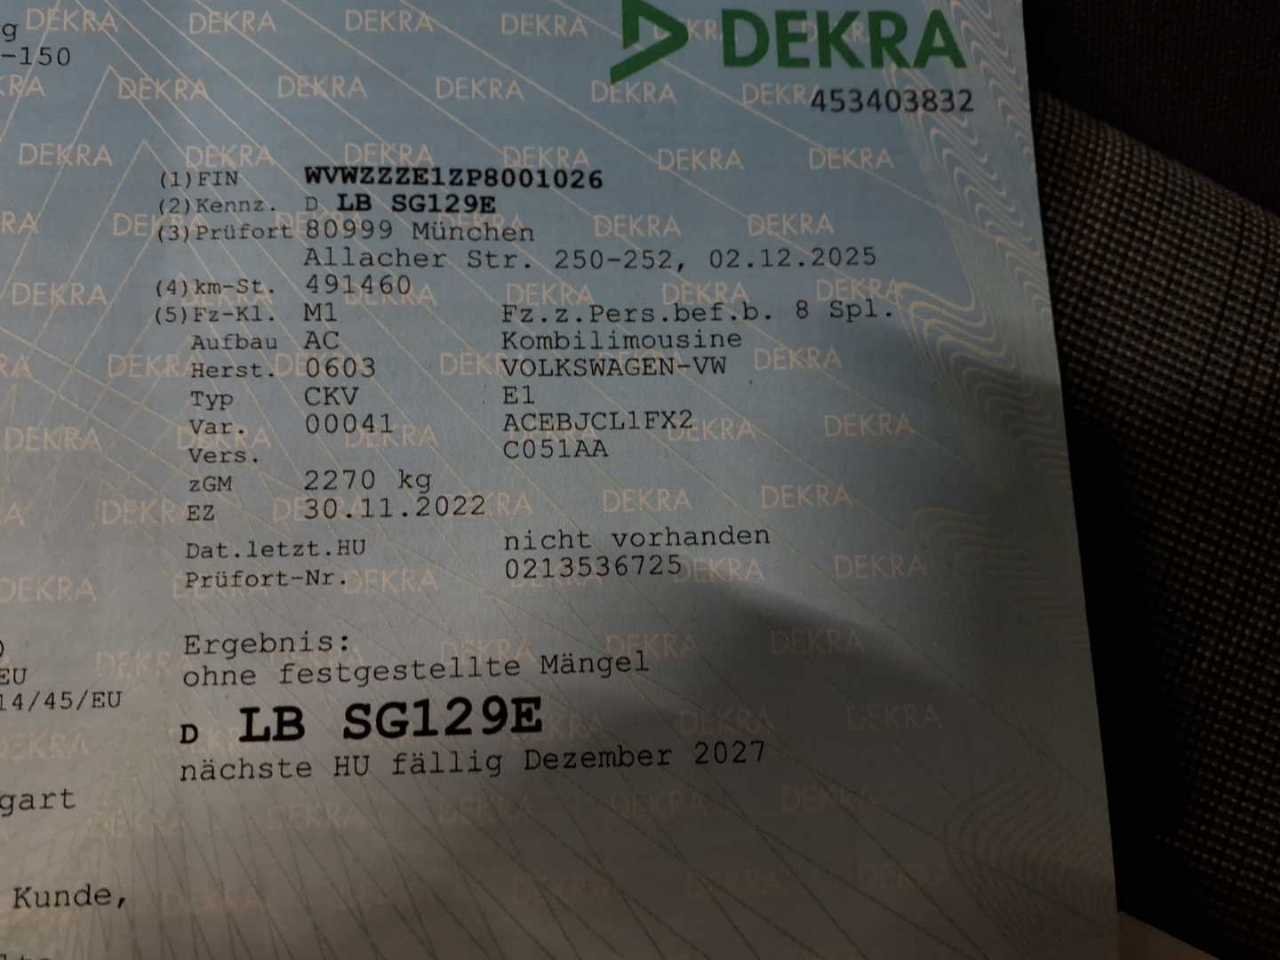 g
-150
DEKRA
453403832
(1)FIN WVWZZZE1ZP8001026
(2)Kennz. D LB SG129E
(3)Prüfort 80999 München
Allacher Str. 250-252, 02.12.2025
(4)km-St. 491460
(5)Fz-Kl. M1 Fz.z.Pers.bef.b. 8 Spl.
Aufbau AC Kombilimousine
Herst. 0603 VOLKSWAGEN-VW
Typ CKV E1
Var. 00041 ACEBJCL1FX2
Vers. C051AA
zGM 2270 kg
EZ 30.11.2022
Dat.letzt.HU nicht vorhanden
Prüfort-Nr. 0213536725
Ergebnis:
ohne festgestellte Mängel
EU
14/45/EU
D LB SG129E
nächste HU fällig Dezember 2027
gart
Kunde,